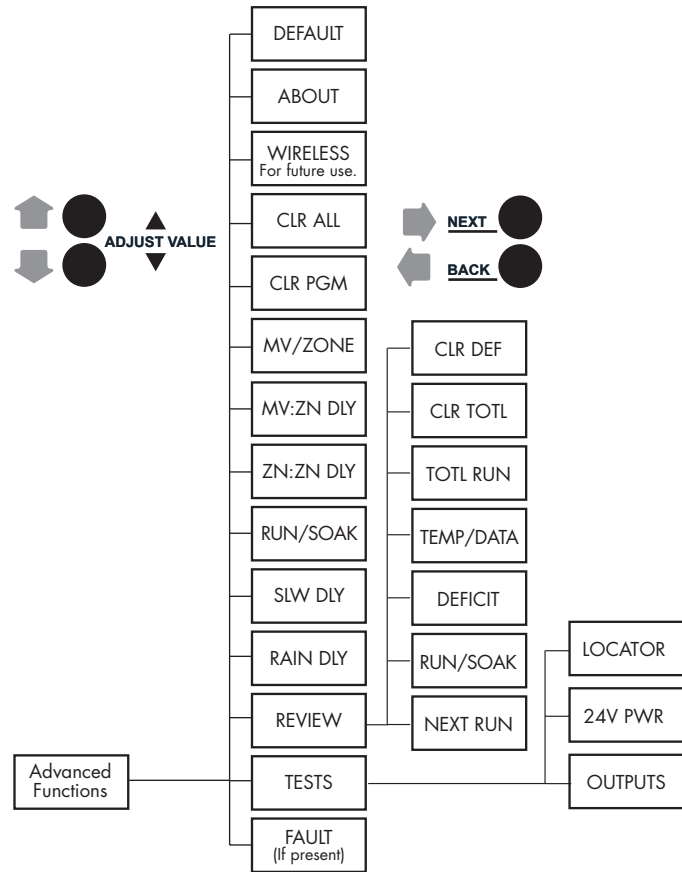 DEFAULT
ABOUT
WIRELESS
For future use.
CLR ALL
ADJUST VALUE
NEXT
BACK
CLR PGM
MV/ZONE
MV:ZN DLY
ZN:ZN DLY
RUN/SOAK
SLW DLY
RAIN DLY
REVIEW
TESTS
FAULT
(If present)
Advanced
Functions
CLR DEF
CLR TOTL
TOTL RUN
TEMP/DATA
DEFICIT
RUN/SOAK
NEXT RUN
LOCATOR
24V PWR
OUTPUTS